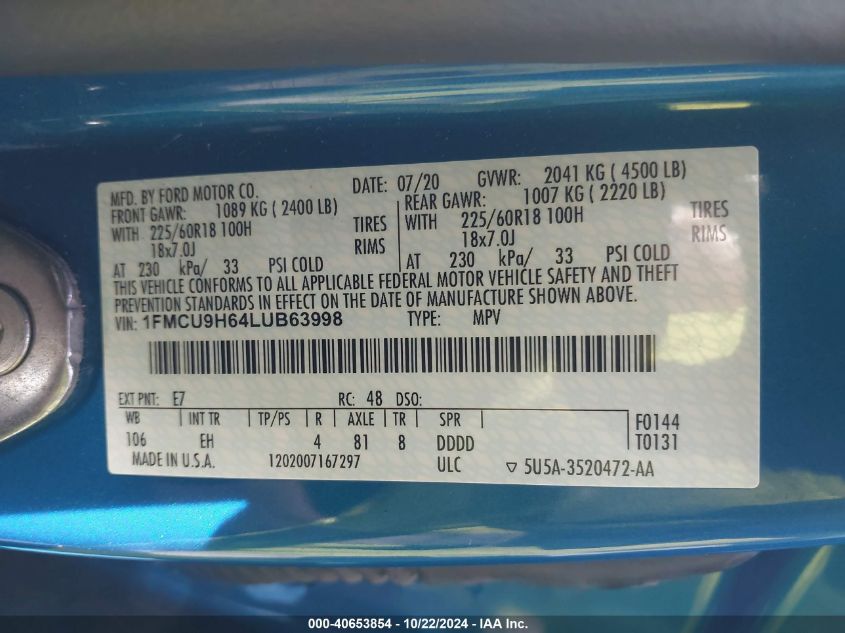 MFD. BY FORD MOTOR CO. DATE: 07/20 GVWR: 2041 KG ( 4500 LB)
FRONT GAWR: 1089 KG ( 2400 LB) REAR GAWR: 1007 KG ( 2220 LB)
WITH 225/60R18 100H TIRES WITH 225/60R18 100H TIRES
18x7.0J RIMS 18x7.0J RIMS
AT 230 kPa/ 33 PSI COLD AT 230 kPa/ 33 PSI COLD
THIS VEHICLE CONFORMS TO ALL APPLICABLE FEDERAL MOTOR VEHICLE SAFETY AND THEFT
PREVENTION STANDARDS IN EFFECT ON THE DATE OF MANUFACTURE SHOWN ABOVE.
VIN: 1FMCU9H64LUB63998 TYPE: MPV
EXT PNT: E7 RC: 48 DSO:
WB INT TR TP/PS R AXLE TR SPR F0144
106 EH 4 81 8 DDDD T0131
MADE IN U.S.A. 1202007167297 ULC ▽ 5U5A-3520472-AA
000-40653854 - 10/22/2024 - IAA Inc.